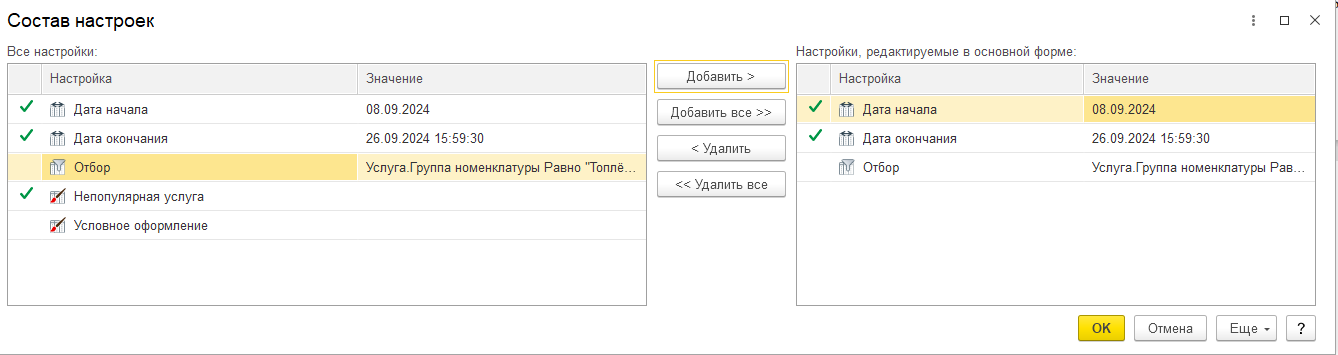 Состав настроек
Все настройки:
Настройки, редактируемые в основной форме:
Настройка Значение
Дата начала 08.09.2024
Дата окончания 26.09.2024 15:59:30
Отбор Услуга.Группа номенклатуры Равно "Топлё...
Непопулярная услуга
Условное оформление
Добавить >
Добавить все >>
< Удалить
<< Удалить все
Настройка Значение
Дата начала 08.09.2024
Дата окончания 26.09.2024 15:59:30
Отбор Услуга.Группа номенклатуры Рав...
ОК Отмена Еще ?